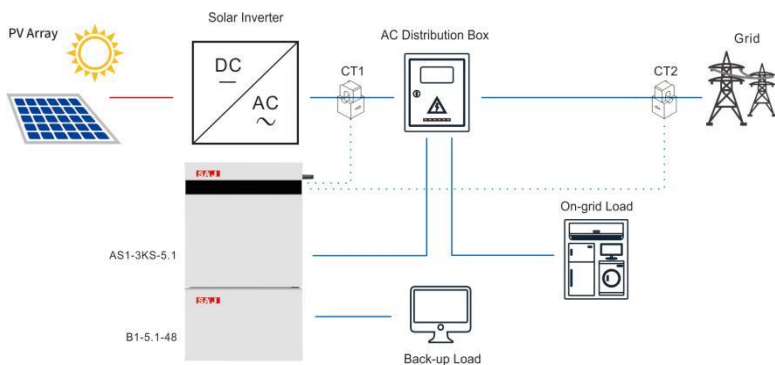 Solar Inverter
PV Array
AC Distribution Box
Grid
DC
AC
CT1
CT2
SAJ
On-grid Load
AS1-3KS-5.1
SAJ
B1-5.1-48
Back-up Load